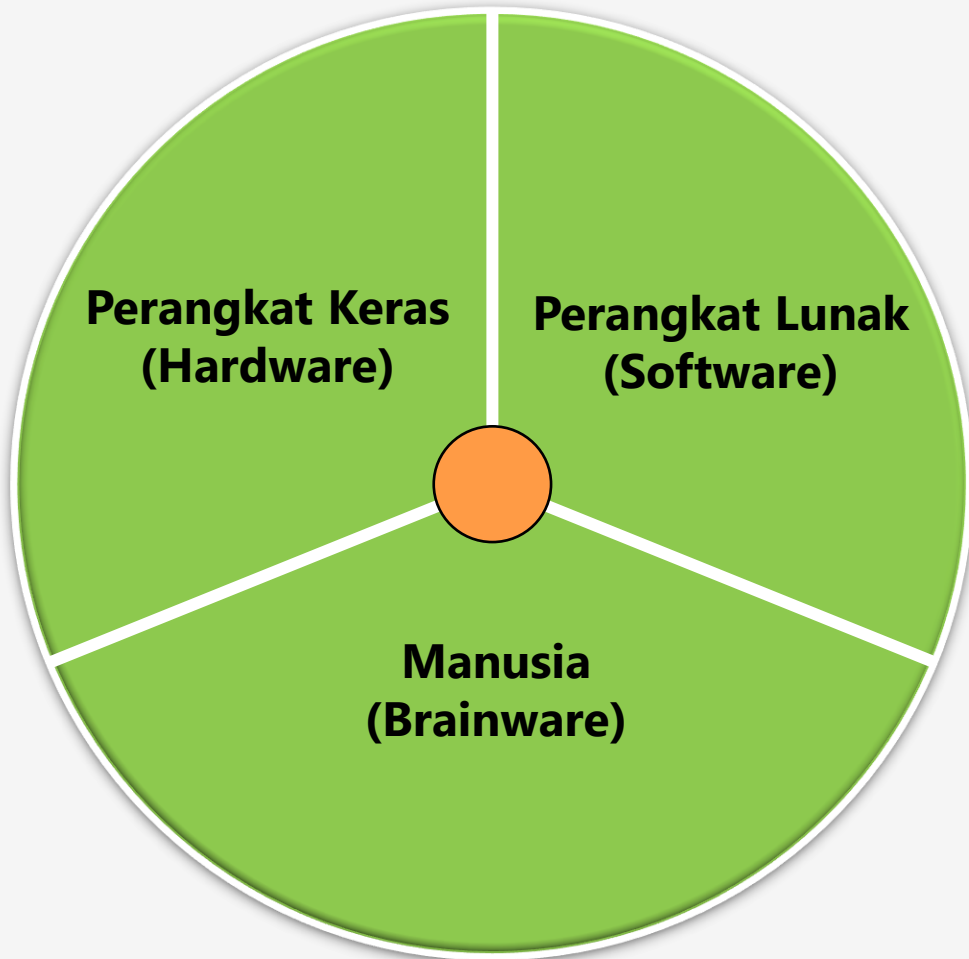 Perangkat Keras
(Hardware)
Perangkat Lunak
(Software)
Manusia
(Brainware)